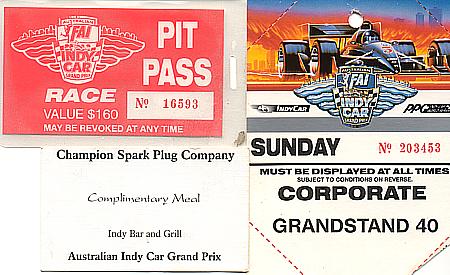 AUSTRALIAN
FAI
INDY
CAR
GRAND PRIX
PIT
PASS
RACE
VALUE $160
No 16593
MAY BE REVOKED AT ANY TIME
Champion Spark Plug Company
Complimentary Meal
Indy Bar and Grill
Australian Indy Car Grand Prix
AUSTRALIAN
FAI
INDY
CAR
GRAND PRIX
INDYCAR
PPG
SUNDAY
No 203453
MUST BE DISPLAYED AT ALL TIMES
SUBJECT TO CONDITIONS ON REVERSE.
CORPORATE
GRANDSTAND 40